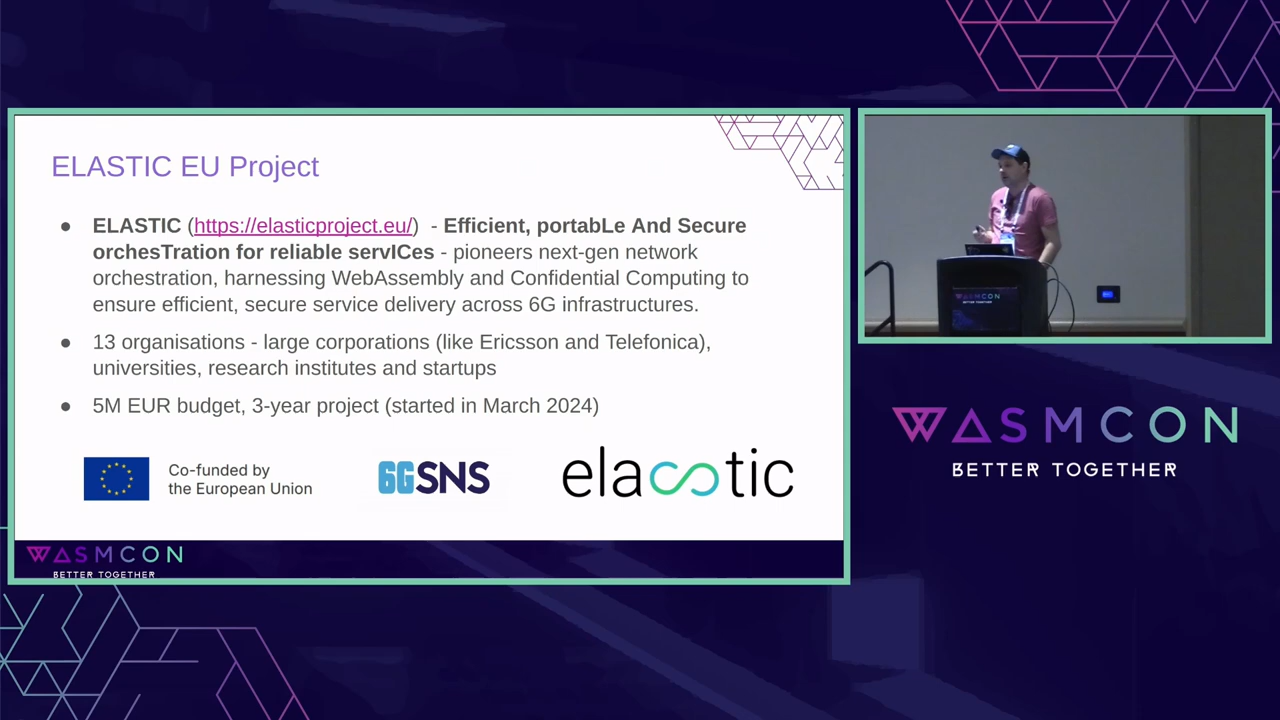 ELASTIC EU Project
● ELASTIC (https://elasticproject.eu/) - Efficient, portabLe And Secure
orchesTration for reliable servICes - pioneers next-gen network
orchestration, harnessing WebAssembly and Confidential Computing to
ensure efficient, secure service delivery across 6G infrastructures.
● 13 organisations - large corporations (like Ericsson and Telefonica),
universities, research institutes and startups
● 5M EUR budget, 3-year project (started in March 2024)
Co-funded by
the European Union
6GSNS
elastic
WASMCON
BETTER TOGETHER
WASMCON
BETTER TOGETHER
WASMCON